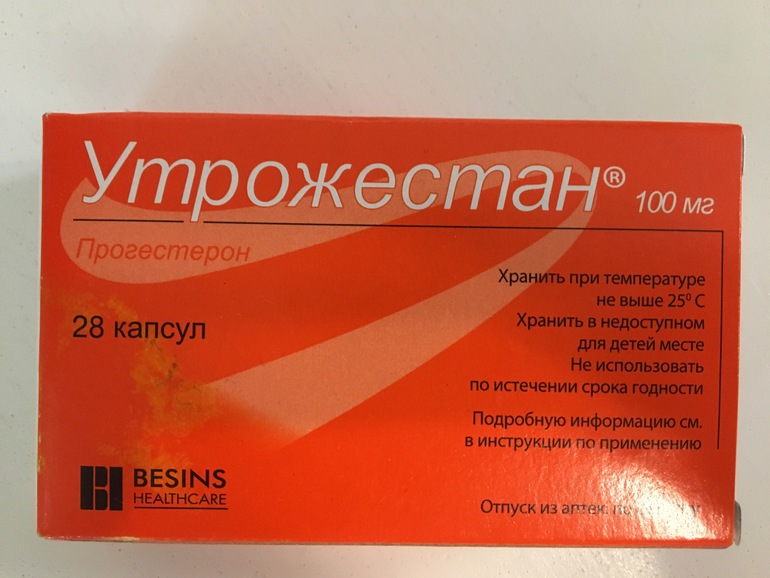 Утрожестан® 100 мг
Прогестерон
28 капсул
Хранить при температуре
не выше 25⁰ С
Хранить в недоступном
для детей месте
Не использовать
по истечении срока годности
Подробную информацию см.
в инструкции по применению
BESINS
HEALTHCARE
Отпуск из аптек: